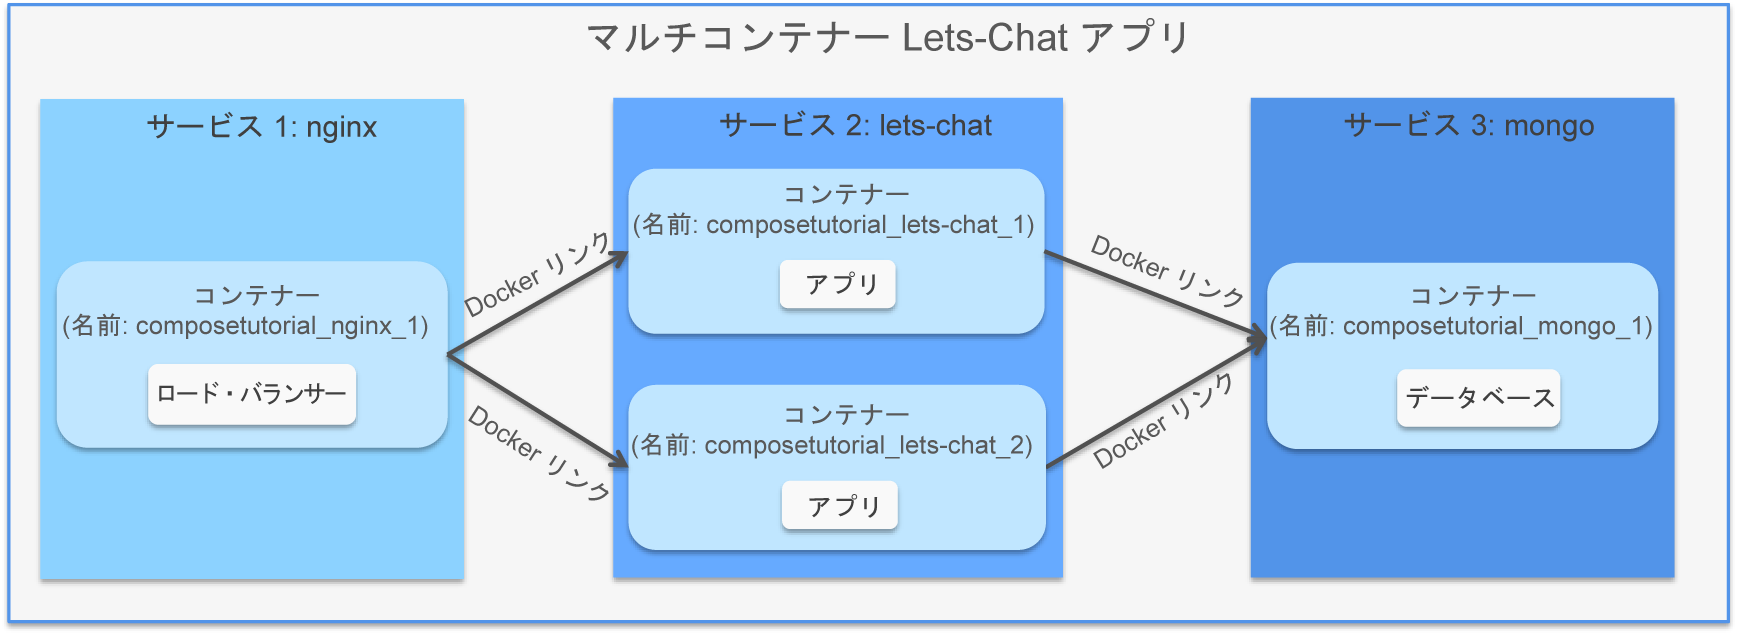 マルチコンテナー Lets-Chat アプリ
サービス 1: nginx
コンテナー
(名前: composetutorial_nginx_1)
ロード・バランサー
Docker リンク
Docker リンク
サービス 2: lets-chat
コンテナー
(名前: composetutorial_lets-chat_1)
アプリ
コンテナー
(名前: composetutorial_lets-chat_2)
アプリ
Docker リンク
Docker リンク
サービス 3: mongo
コンテナー
(名前: composetutorial_mongo_1)
データベース